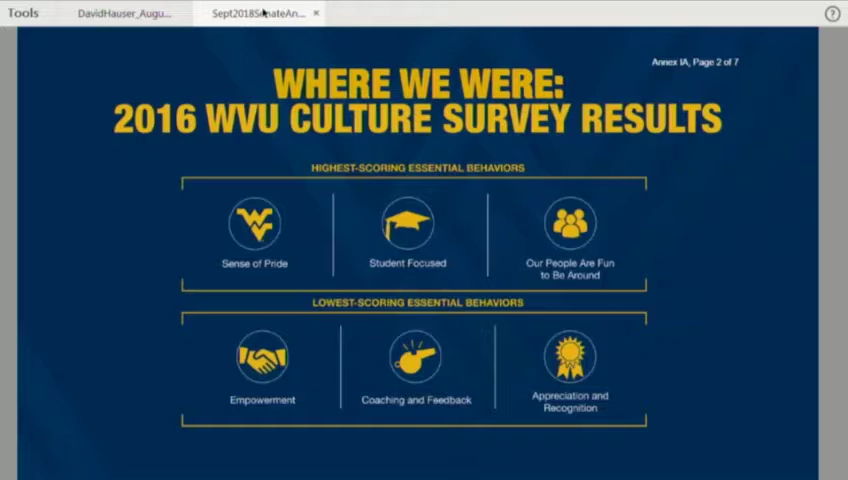 Tools
DavidHauser_Augu...
Sept2018SenateAn...
×
?
Annex IA, Page 2 of 7
WHERE WE WERE:
2016 WVU CULTURE SURVEY RESULTS
HIGHEST-SCORING ESSENTIAL BEHAVIORS
Sense of Pride
Student Focused
Our People Are Fun
to Be Around
LOWEST-SCORING ESSENTIAL BEHAVIORS
Empowerment
Coaching and Feedback
Appreciation and
Recognition